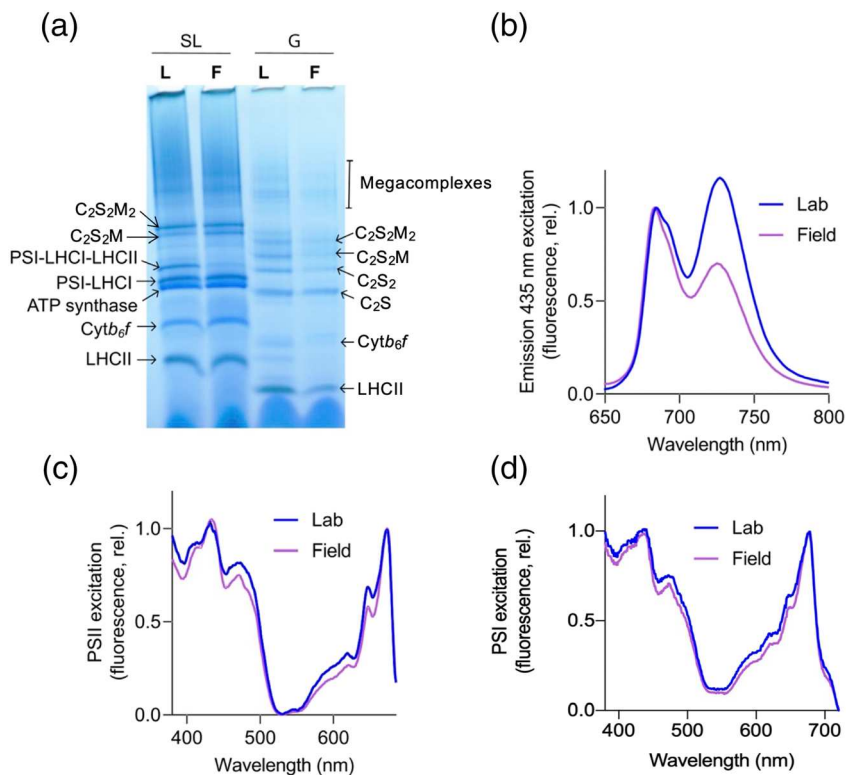 (a)
SL G
L F L F
Megacomplexes
C₂S₂M₂
C₂S₂M
PSI-LHCI-LHCII
PSI-LHCI
ATP synthase
Cytb₆f
LHCII
C₂S₂M₂
C₂S₂M
C₂S₂
C₂S
Cytb₆f
LHCII
(b)
Emission 435 nm excitation
(fluorescence, rel.)
1.0
0.5
0.0
650 700 750 800
Wavelength (nm)
Lab
Field
(c)
PSII excitation
(fluorescence, rel.)
1.0
0.5
0.0
400 500 600
Wavelength (nm)
Lab
Field
(d)
PSI excitation
(fluorescence, rel.)
1.0
0.5
0.0
400 500 600 700
Wavelength (nm)
Lab
Field